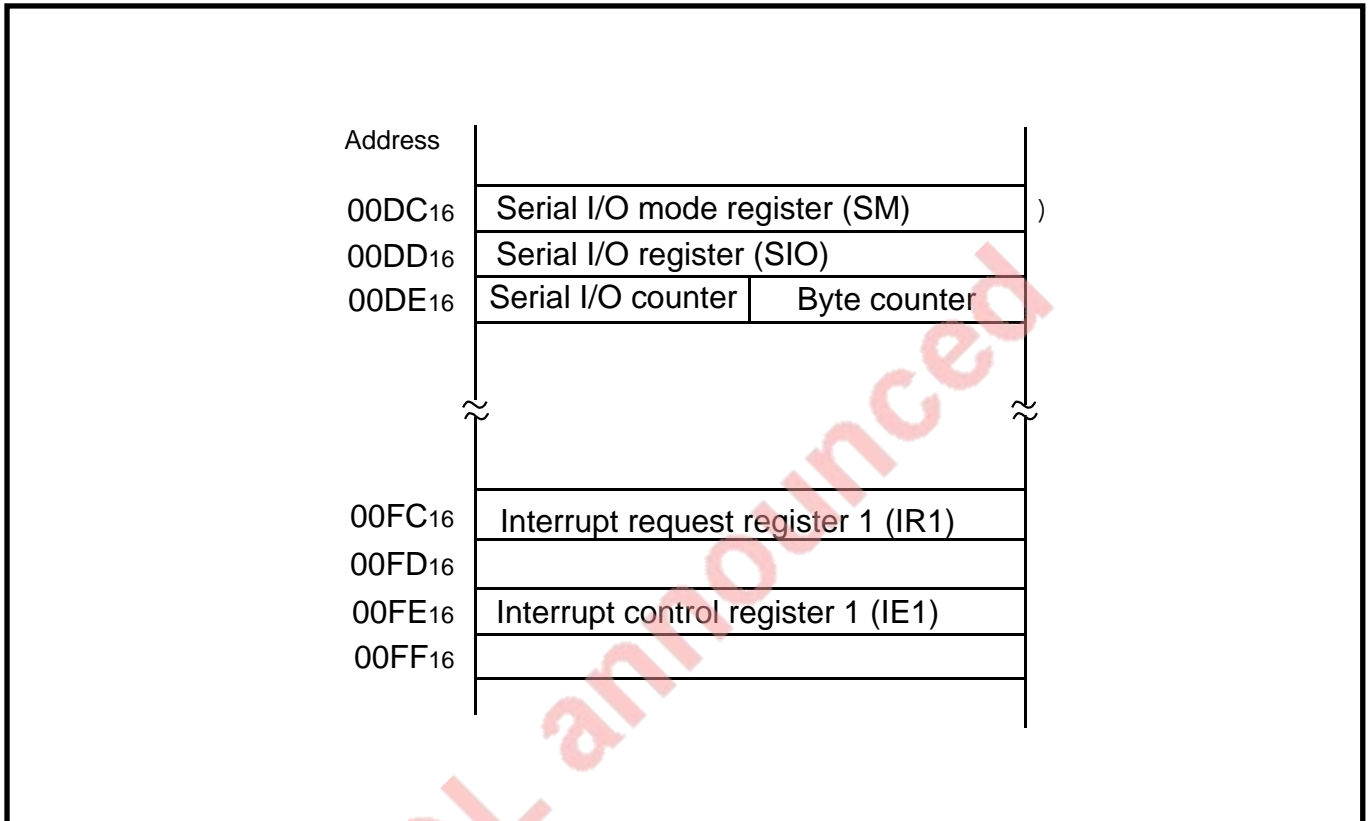 Address
00DC16 Serial I/O mode register (SM) )
00DD16 Serial I/O register (SIO)
00DE16 Serial I/O counter Byte counter
00FC16 Interrupt request register 1 (IR1)
00FD16
00FE16 Interrupt control register 1 (IE1)
00FF16
L announced